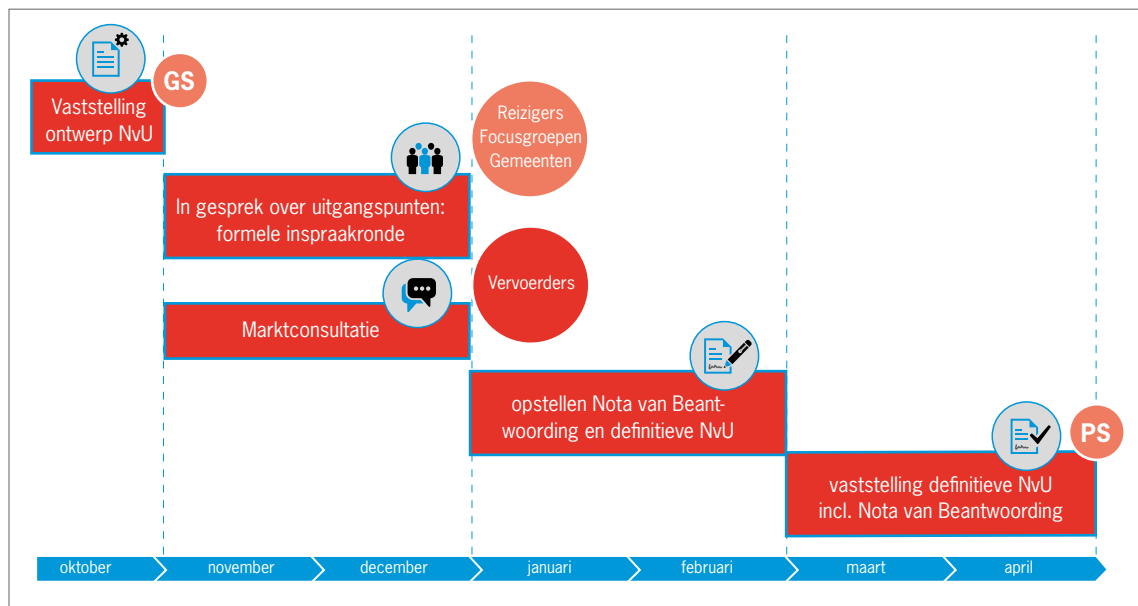 GS
Vaststelling
ontwerp NvU
Reizigers
Focusgroepen
Gemeenten
In gesprek over uitgangspunten:
formele inspraakronde
Vervoerders
Marktconsultatie
opstellen Nota van Beant-
woording en definitieve NvU
PS
vaststelling definitieve NvU
incl. Nota van Beantwoording
oktober
november
december
januari
februari
maart
april